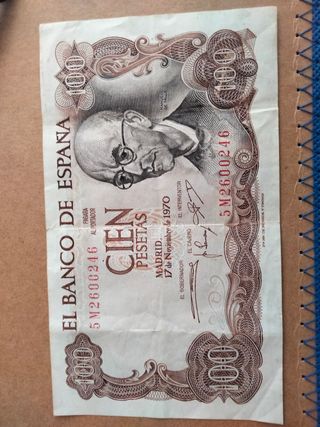 100
100
EL BANCO DE ESPAÑA
PAGARÁ
AL PORTADOR
5M2600246
CIEN
PESETAS
MADRID,
17 de Noviembre de 1970
EL GOBERNADOR
EL CAJERO
EL INTERVENTOR
5M2600246
100
100